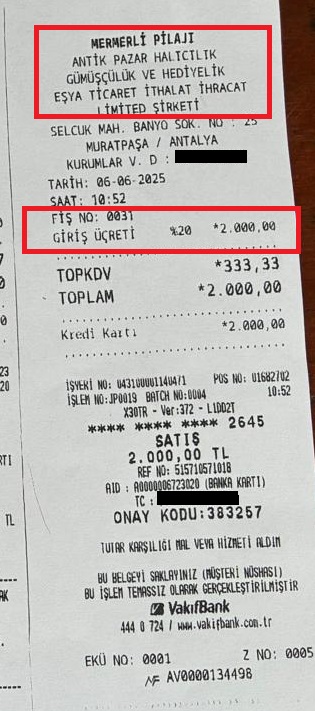 MERMERLİ PİLAJI
ANTİK PAZAR HALICILIK
GÜMÜŞÇÜLÜK VE HEDİYELİK
EŞYA TİCARET İTHALAT İHRACAT
LİMİTED ŞİRKETİ
SELCUK MAH. BANYO SOK. NO : 25
MURATPAŞA / ANTALYA
KURUMLAR V. D :
TARİH: 06-06-2025
SAAT: 10:52
FİŞ NO: 0031
GİRİŞ ÜÇRETİ %20 *2.000,00
TOPKDV *333,33
TOPLAM *2.000,00
Kredi Kartı *2.000,00
İŞYERİ NO: 043100001140471 POS NO: 01682702
İŞLEM NO:JP0019 BATCH NO:0004 10:52
X30TR - Ver:372 - L1DD2T
**** **** **** 2645
SATIŞ
2.000,00 TL
REF NO: 515710571018
AID : A0000006723020 (BANKA KARTI)
TC :
ONAY KODU:383257
TUTAR KARŞILIĞI MAL VEYA HİZMETİ ALDIM
BU BELGEYİ SAKLAYINIZ (MÜŞTERİ NÜSHASI)
BU İŞLEM TEMASSIZ OLARAK GERÇEKLEŞTİRİLMİŞTİR
VakıfBank
444 0 724 / www.vakifbank.com.tr
EKÜ NO: 0001 Z NO: 0005
MF AV0000134498